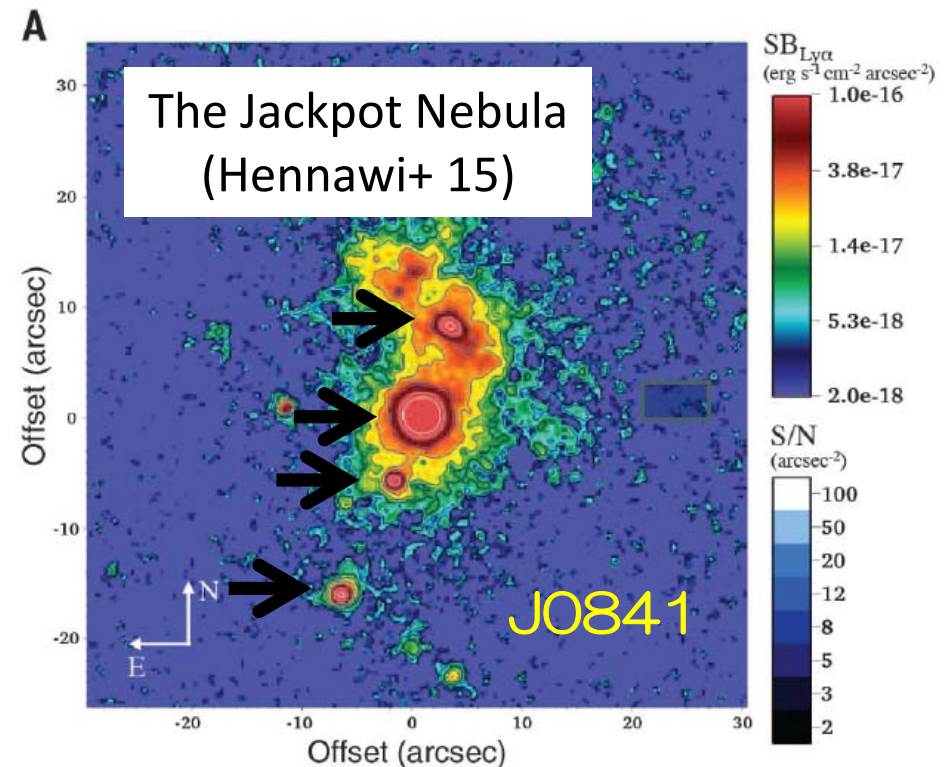 A
The Jackpot Nebula
(Hennawi+ 15)
30
20
10
0
-10
-20
Offset (arcsec)
N
E
J0841
-20
-10
0
10
20
30
Offset (arcsec)
SB Lyα
(erg s⁻¹ cm⁻² arcsec⁻²)
1.0e-16
3.8e-17
1.4e-17
5.3e-18
2.0e-18
S/N
(arcsec⁻²)
100
50
20
12
8
5
3
2